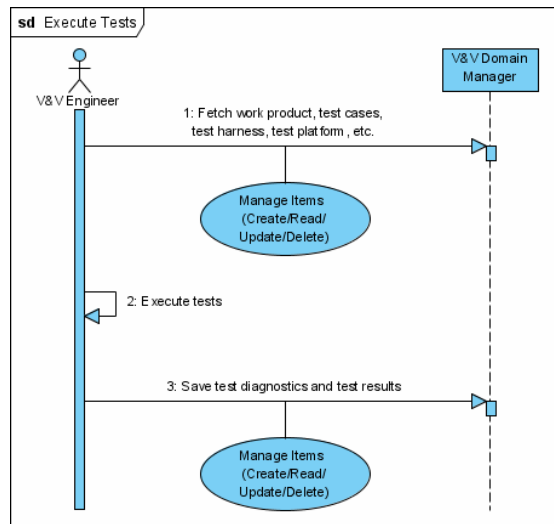 sd Execute Tests
V&V Engineer
V&V Domain
Manager
1: Fetch work product, test cases,
test harness, test platform , etc.
Manage Items
(Create/Read/
Update/Delete)
2: Execute tests
3: Save test diagnostics and test results
Manage Items
(Create/Read/
Update/Delete)